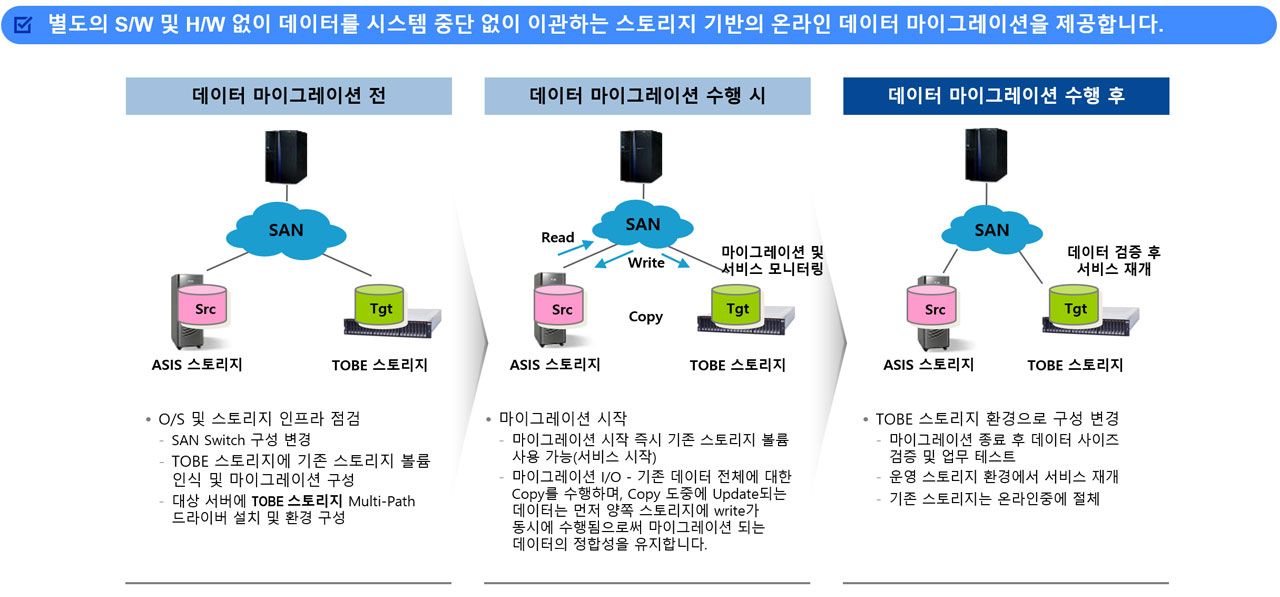 별도의 S/W 및 H/W 없이 데이터를 시스템 중단 없이 이관하는 스토리지 기반의 온라인 데이터 마이그레이션을 제공합니다.
데이터 마이그레이션 전
SAN
Src
Tgt
ASIS 스토리지
TOBE 스토리지
• O/S 및 스토리지 인프라 점검
- SAN Switch 구성 변경
- TOBE 스토리지에 기존 스토리지 볼륨
인식 및 마이그레이션 구성
- 대상 서버에 TOBE 스토리지 Multi-Path
드라이버 설치 및 환경 구성
데이터 마이그레이션 수행 시
SAN
Read
Write
마이그레이션 및
서비스 모니터링
Src
Copy
Tgt
ASIS 스토리지
TOBE 스토리지
• 마이그레이션 시작
- 마이그레이션 시작 즉시 기존 스토리지 볼륨
사용 가능(서비스 시작)
- 마이그레이션 I/O - 기존 데이터 전체에 대한
Copy를 수행하며, Copy 도중에 Update되는
데이터는 먼저 양쪽 스토리지에 write가
동시에 수행됨으로써 마이그레이션 되는
데이터의 정합성을 유지합니다.
데이터 마이그레이션 수행 후
SAN
데이터 검증 후
서비스 재개
Src
Tgt
ASIS 스토리지
TOBE 스토리지
• TOBE 스토리지 환경으로 구성 변경
- 마이그레이션 종료 후 데이터 사이즈
검증 및 업무 테스트
- 운영 스토리지 환경에서 서비스 재개
- 기존 스토리지는 온라인중에 절체